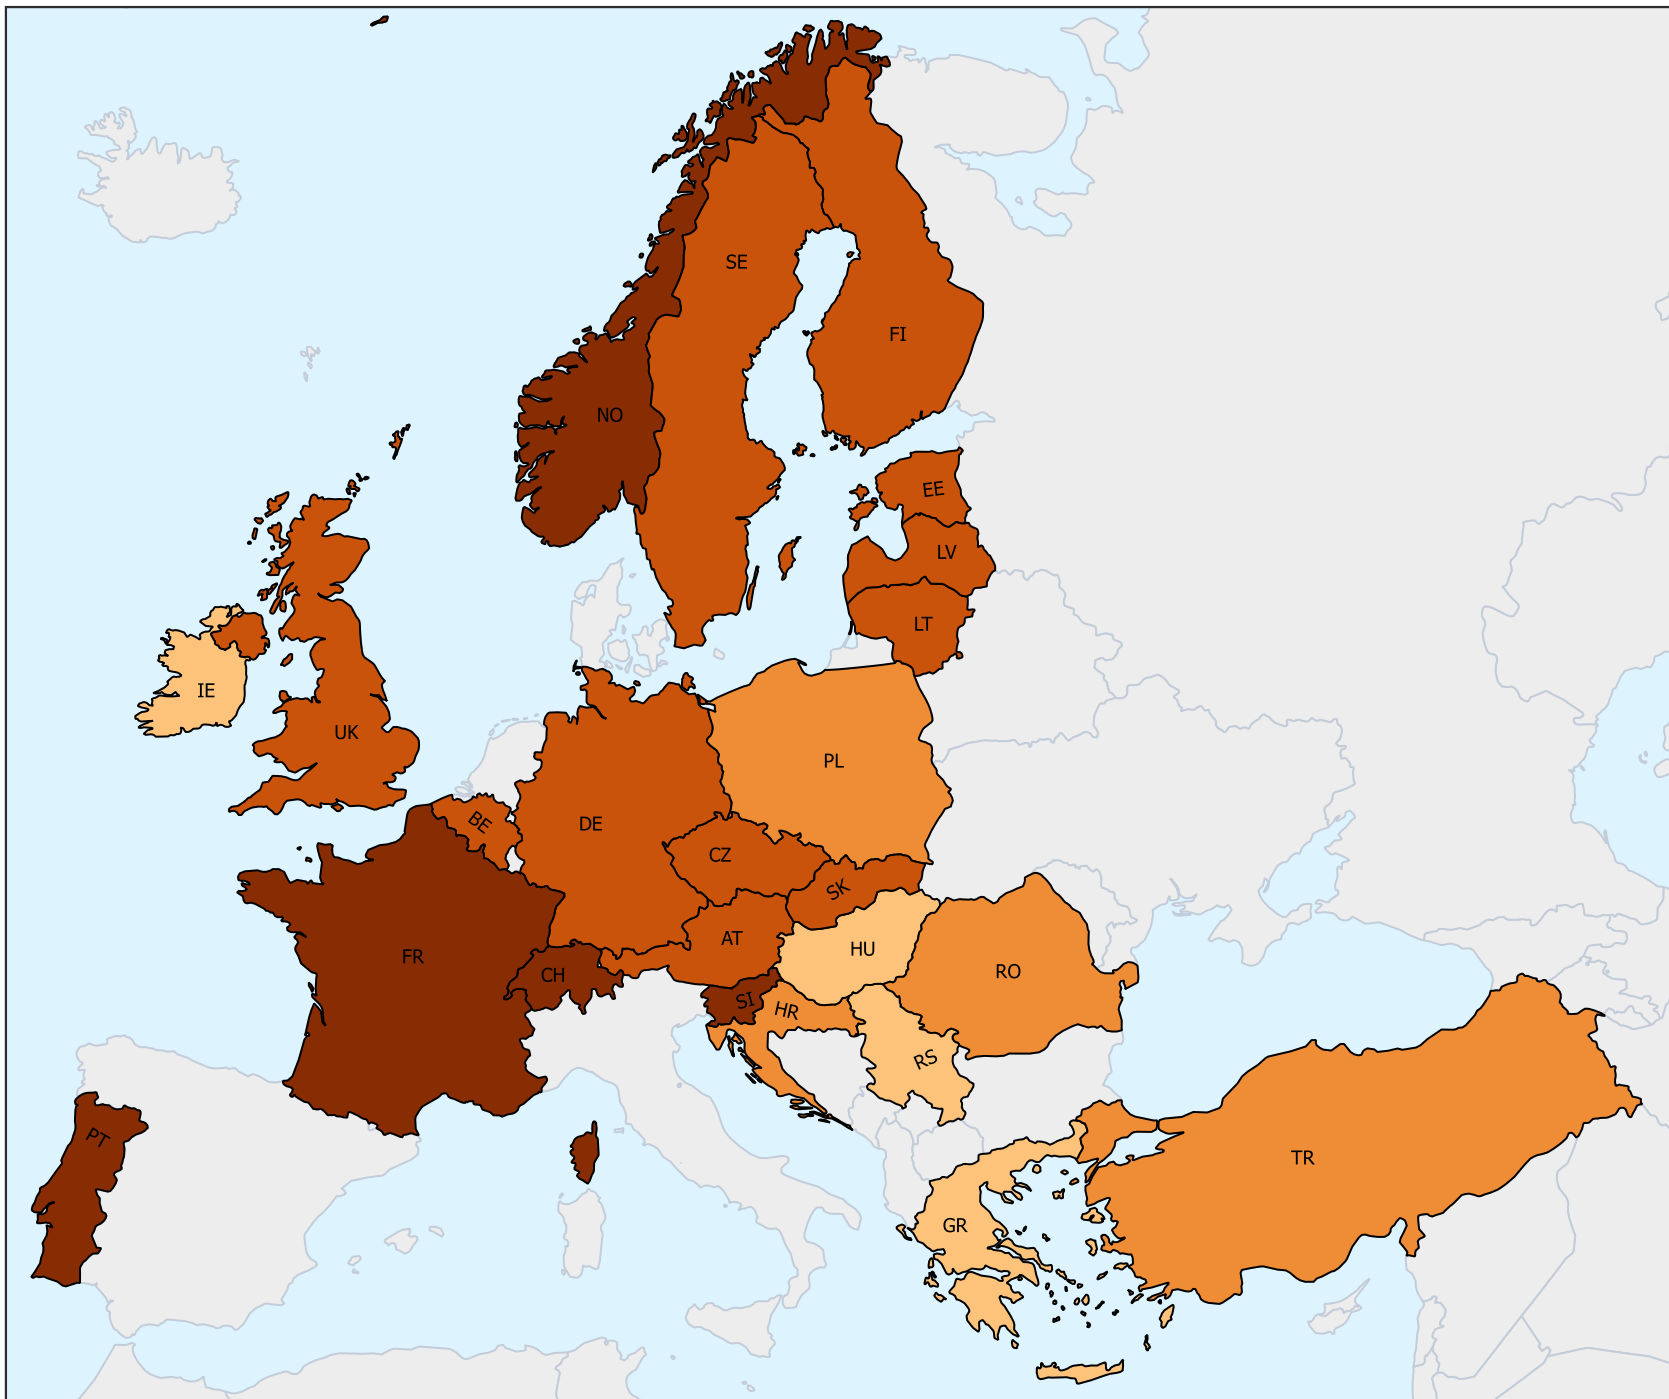 SE
FI
NO
EE
LV
LT
IE
UK
PL
BE
DE
CZ
SK
AT
FR
HU
CH
RO
SI
HR
RS
PT
TR
GR